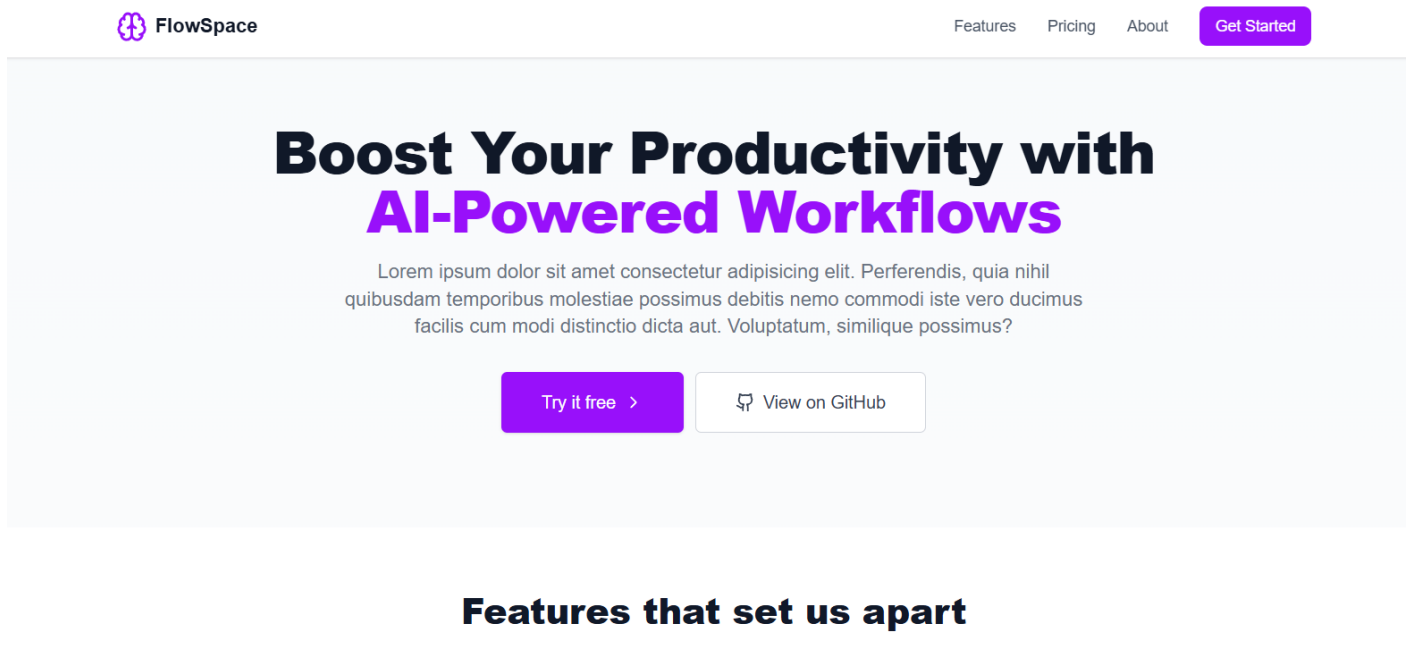 FlowSpace
Features
Pricing
About
Get Started
Boost Your Productivity with
AI-Powered Workflows
Lorem ipsum dolor sit amet consectetur adipisicing elit. Perferendis, quia nihil
quibusdam temporibus molestiae possimus debitis nemo commodi iste vero ducimus
facilis cum modi distinctio dicta aut. Voluptatum, similique possimus?
Try it free
View on GitHub
Features that set us apart